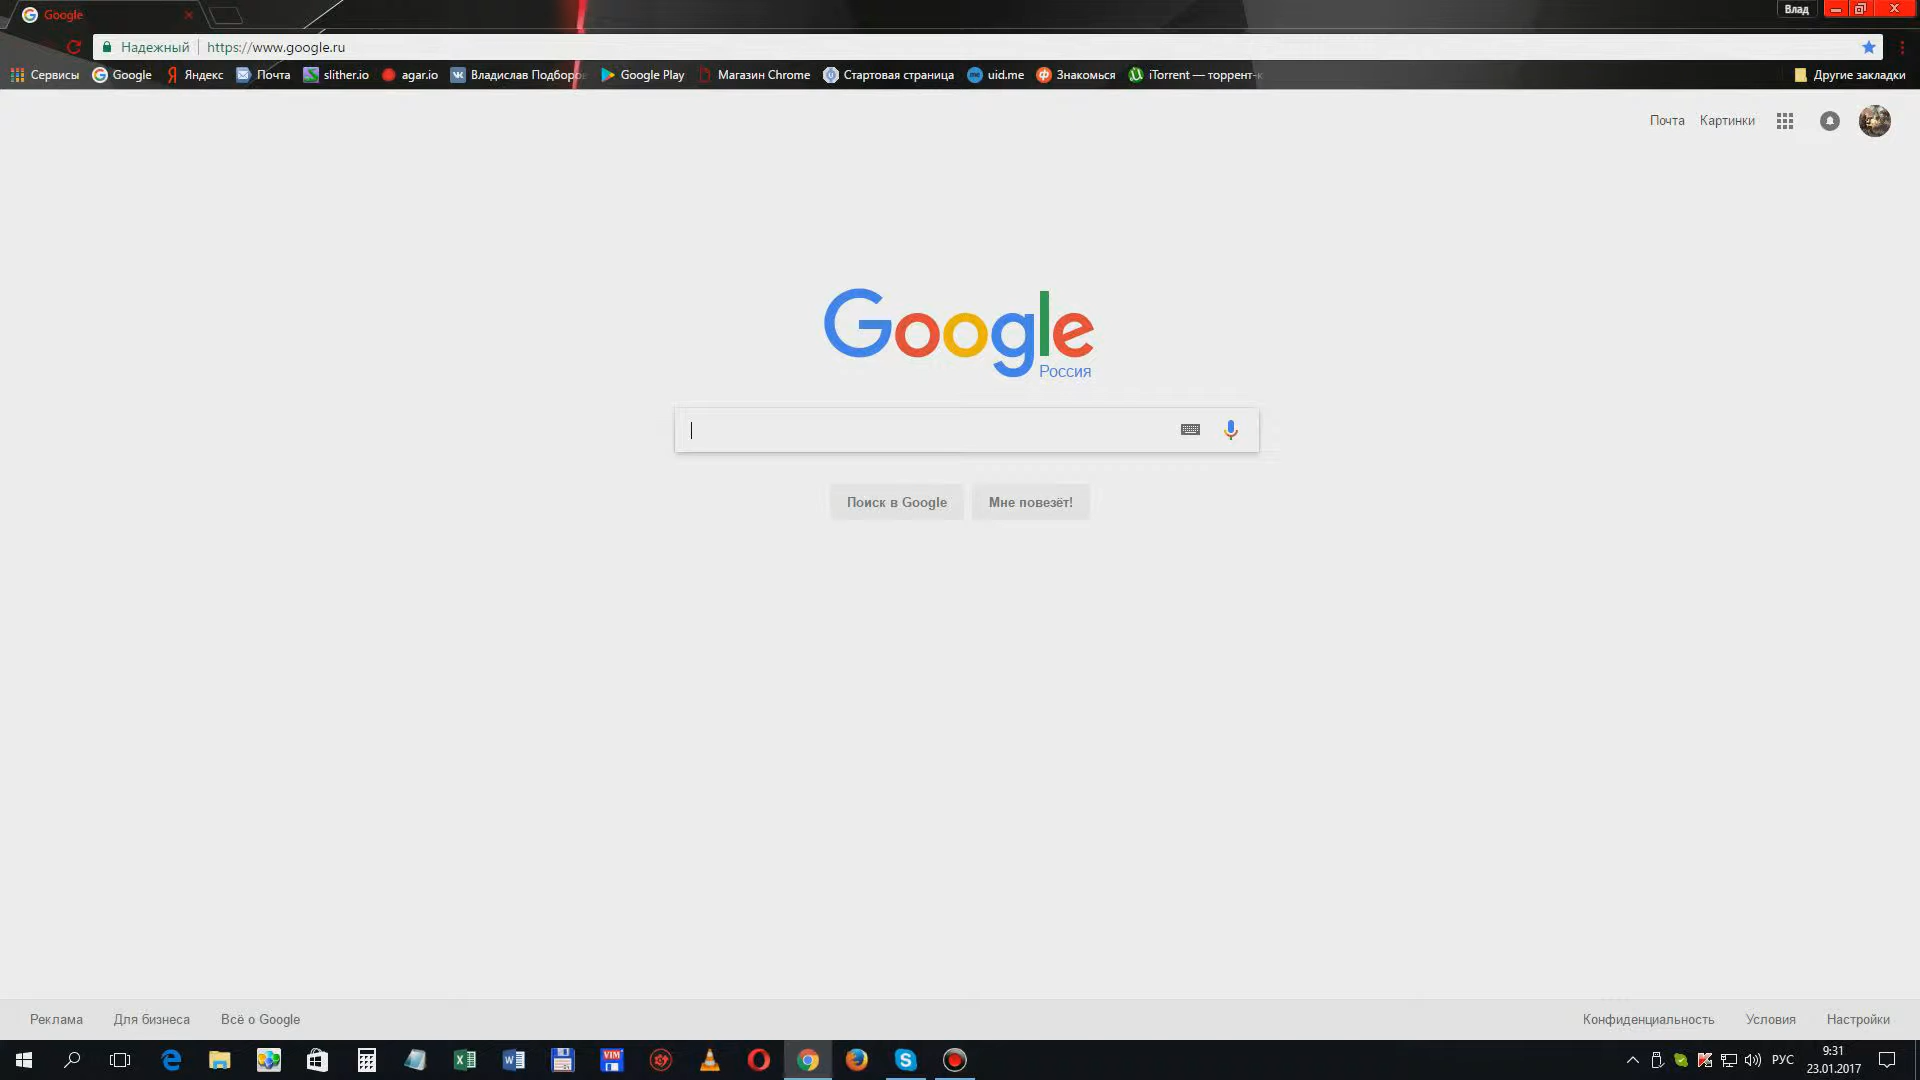 Google
Влад
Надежный
https://www.google.ru
Сервисы
Google
Яндекс
Почта
slither.io
agar.io
Владислав Подборо
Google Play
Магазин Chrome
Стартовая страница
uid.me
Знакомься
iTorrent — торрент-к
Другие закладки
Почта
Картинки
Google
Россия
Поиск в Google
Мне повезёт!
Реклама
Для бизнеса
Всё о Google
Конфиденциальность
Условия
Настройки
VIM
РУС
9:31
23.01.2017